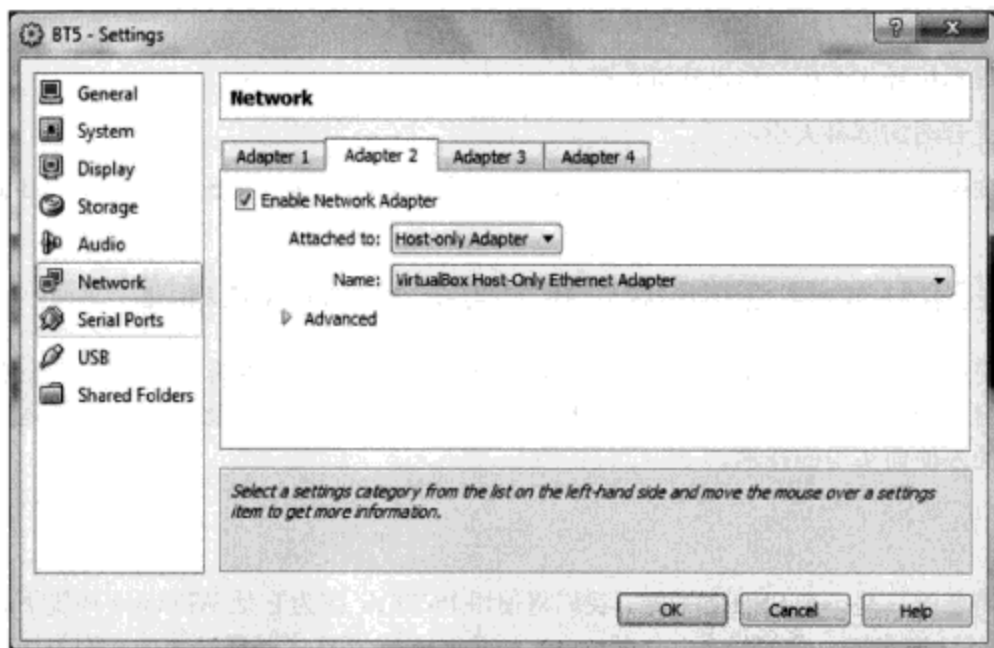 BT5 - Settings
General
System
Display
Storage
Audio
Network
Serial Ports
USB
Shared Folders
Network
Adapter 1
Adapter 2
Adapter 3
Adapter 4
Enable Network Adapter
Attached to: Host-only Adapter
Name: VirtualBox Host-Only Ethernet Adapter
Advanced
Select a settings category from the list on the left-hand side and move the mouse over a settings
item to get more information.
OK
Cancel
Help